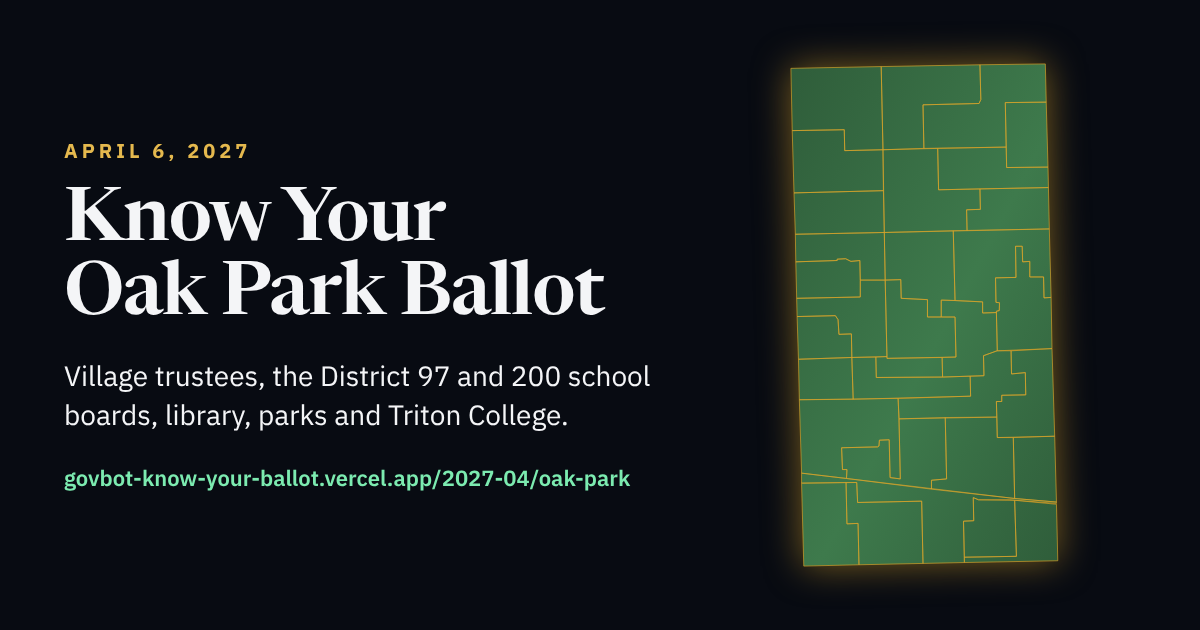 APRIL 6, 2027
Know Your
Oak Park Ballot
Village trustees, the District 97 and 200 school
boards, library, parks and Triton College.
govbot-know-your-ballot.vercel.app/2027-04/oak-park